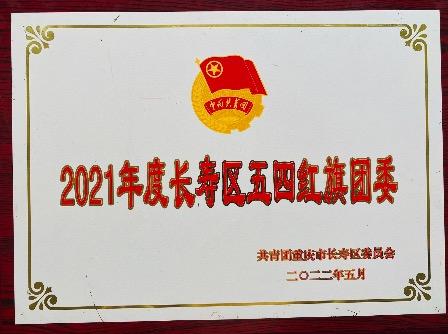 中国共青团
2021年度长寿区五四红旗团委
共青团重庆市长寿区委员会
二〇二二年五月